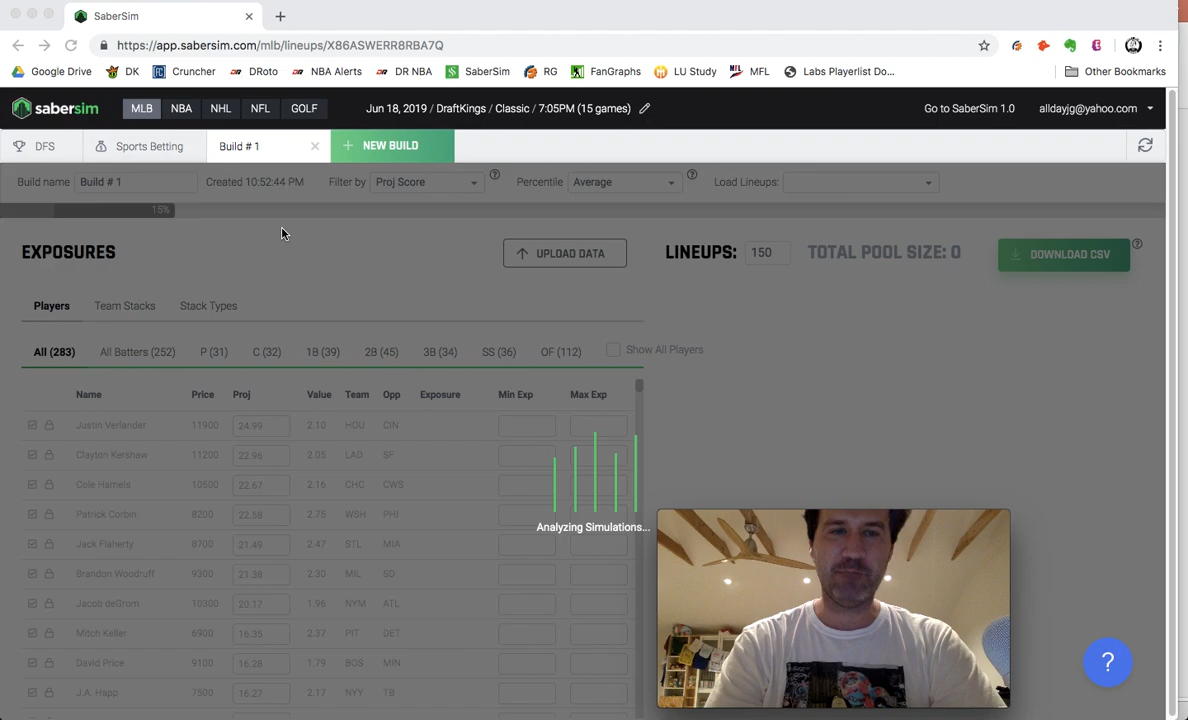 SaberSim
https://app.sabersim.com/mlb/lineups/X86ASWERR8RBA7Q
Google Drive DK Cruncher DRoto NBA Alerts DR NBA SaberSim RG FanGraphs LU Study MFL Labs Playerlist Do... Other Bookmarks
sabersim MLB NBA NHL NFL GOLF Jun 18, 2019 / DraftKings / Classic / 7:05PM (15 games) Go to SaberSim 1.0 alldayjg@yahoo.com
DFS Sports Betting Build # 1 NEW BUILD
Build name Build # 1 Created 10:52:44 PM Filter by Proj Score Percentile Average Load Lineups:
15%
EXPOSURES UPLOAD DATA LINEUPS: 150 TOTAL POOL SIZE: 0 DOWNLOAD CSV
Players Team Stacks Stack Types
All (283) All Batters (252) P (31) C (32) 1B (39) 2B (45) 3B (34) SS (36) OF (112) Show All Players
Name Price Proj Value Team Opp Exposure Min Exp Max Exp
Justin Verlander 11900 24.99 2.10 HOU CIN
Clayton Kershaw 11200 22.96 2.05 LAD SF
Cole Hamels 10500 22.67 2.16 CHC CWS
Patrick Corbin 8200 22.58 2.75 WSH PHI
Analyzing Simulations...
Jack Flaherty 8700 21.49 2.47 STL MIA
Brandon Woodruff 9300 21.38 2.30 MIL SD
Jacob deGrom 10300 20.17 1.96 NYM ATL
Mitch Keller 6900 16.35 2.37 PIT DET
David Price 9100 16.28 1.79 BOS MIN
J.A. Happ 7500 16.27 2.17 NYY TB